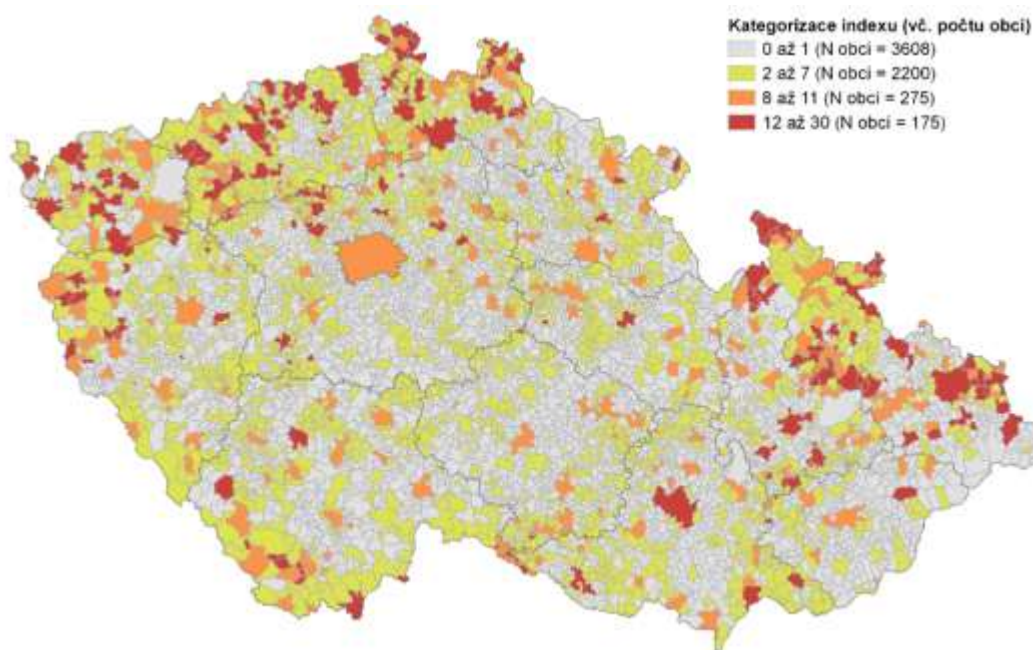 Kategorizace indexu (vč. počtu obcí)
0 až 1 (N obcí = 3608)
2 až 7 (N obcí = 2200)
8 až 11 (N obcí = 275)
12 až 30 (N obcí = 175)